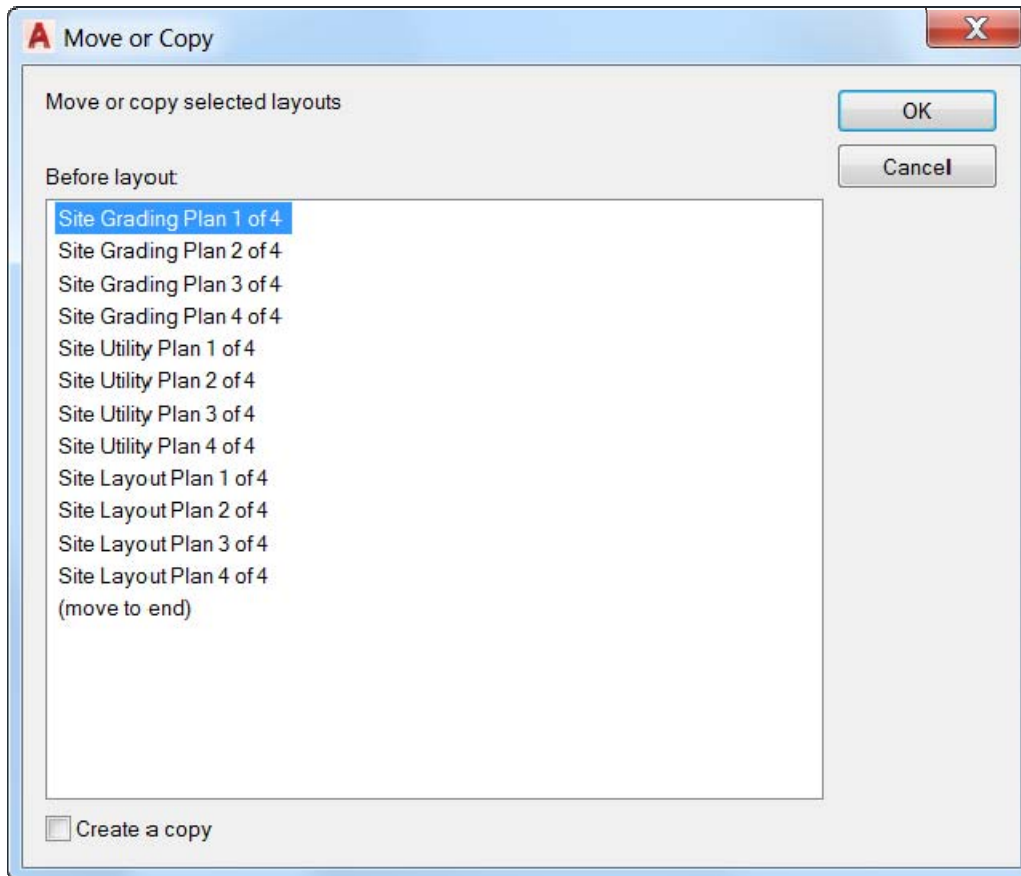 Move or Copy
Move or copy selected layouts
OK
Cancel
Before layout:
Site Grading Plan 1 of 4
Site Grading Plan 2 of 4
Site Grading Plan 3 of 4
Site Grading Plan 4 of 4
Site Utility Plan 1 of 4
Site Utility Plan 2 of 4
Site Utility Plan 3 of 4
Site Utility Plan 4 of 4
Site Layout Plan 1 of 4
Site Layout Plan 2 of 4
Site Layout Plan 3 of 4
Site Layout Plan 4 of 4
(move to end)
Create a copy